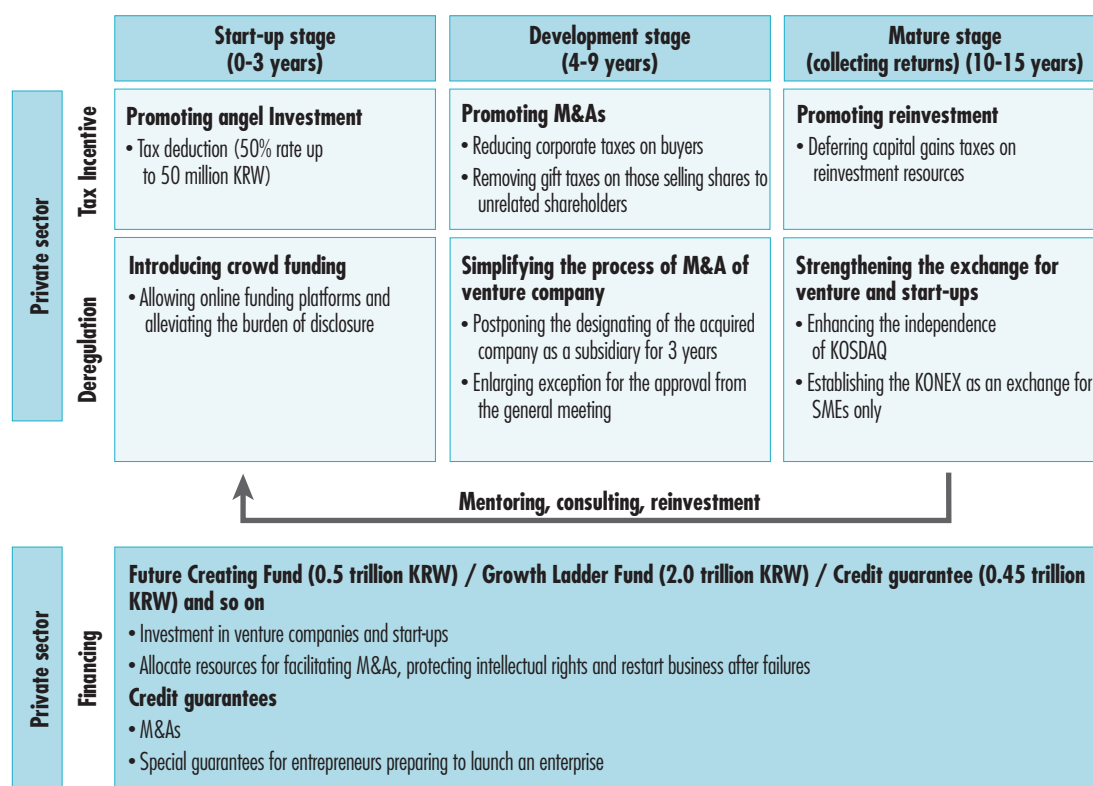 Start-up stage
(0-3 years)
Development stage
(4-9 years)
Mature stage
(collecting returns) (10-15 years)
Private sector
Tax Incentive
Promoting angel Investment
• Tax deduction (50% rate up
to 50 million KRW)
Promoting M&As
• Reducing corporate taxes on buyers
• Removing gift taxes on those selling shares to
unrelated shareholders
Promoting reinvestment
• Deferring capital gains taxes on
reinvestment resources
Deregulation
Introducing crowd funding
• Allowing online funding platforms and
alleviating the burden of disclosure
Simplifying the process of M&A of
venture company
• Postponing the designating of the acquired
company as a subsidiary for 3 years
• Enlarging exception for the approval from
the general meeting
Strengthening the exchange for
venture and start-ups
• Enhancing the independence
of KOSDAQ
• Establishing the KONEX as an exchange for
SMEs only
Mentoring, consulting, reinvestment
Private sector
Financing
Future Creating Fund (0.5 trillion KRW) / Growth Ladder Fund (2.0 trillion KRW) / Credit guarantee (0.45 trillion
KRW) and so on
• Investment in venture companies and start-ups
• Allocate resources for facilitating M&As, protecting intellectual rights and restart business after failures
Credit guarantees
• M&As
• Special guarantees for entrepreneurs preparing to launch an enterprise